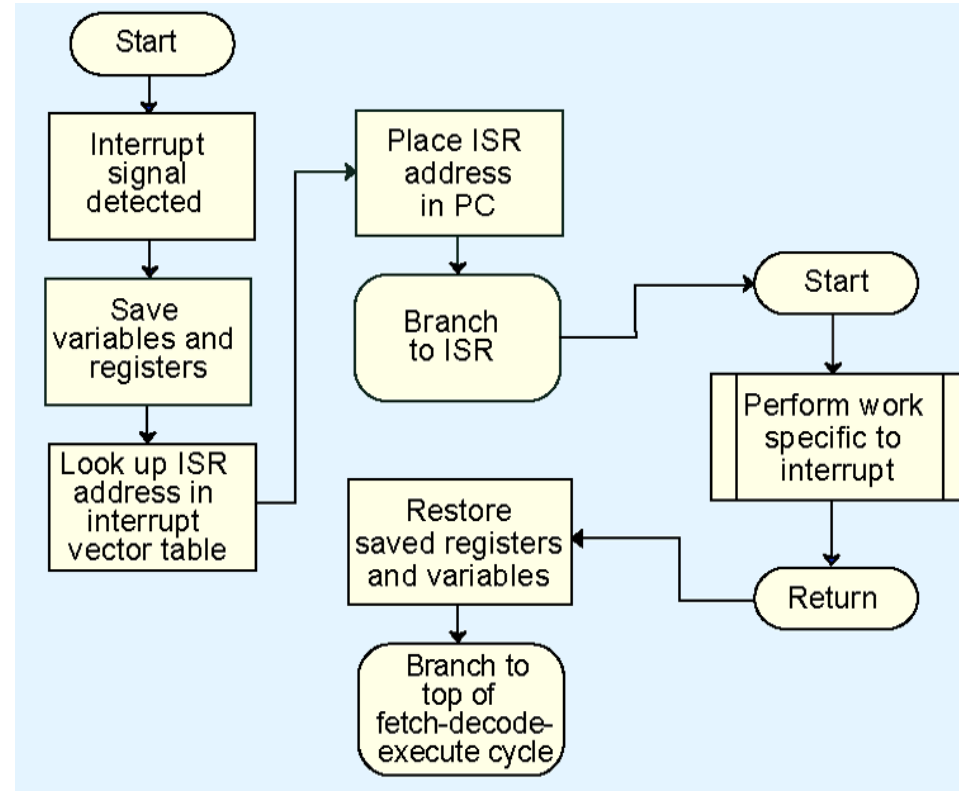 Start
Interrupt
signal
detected
Save
variables and
registers
Look up ISR
address in
interrupt
vector table
Place ISR
address
in PC
Branch
to ISR
Start
Perform work
specific to
interrupt
Return
Restore
saved registers
and variables
Branch to
top of
fetch-decode-
execute cycle